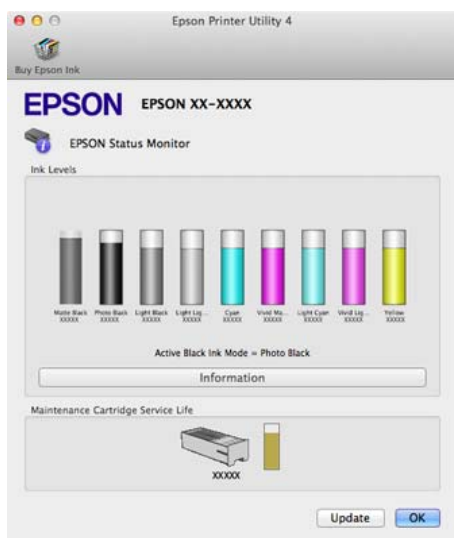 Epson Printer Utility 4
Buy Epson Ink
EPSON EPSON XX-XXXX
EPSON Status Monitor
Ink Levels
Matte Black Photo Black Light Black Light Lig... Cyan Vivid Ma... Light Cyan Vivid Lig... Yellow
XXXXX XXXXX XXXXX XXXXX XXXXX XXXXX XXXXX XXXXX XXXXX
Active Black Ink Mode = Photo Black
Information
Maintenance Cartridge Service Life
XXXXX
Update OK